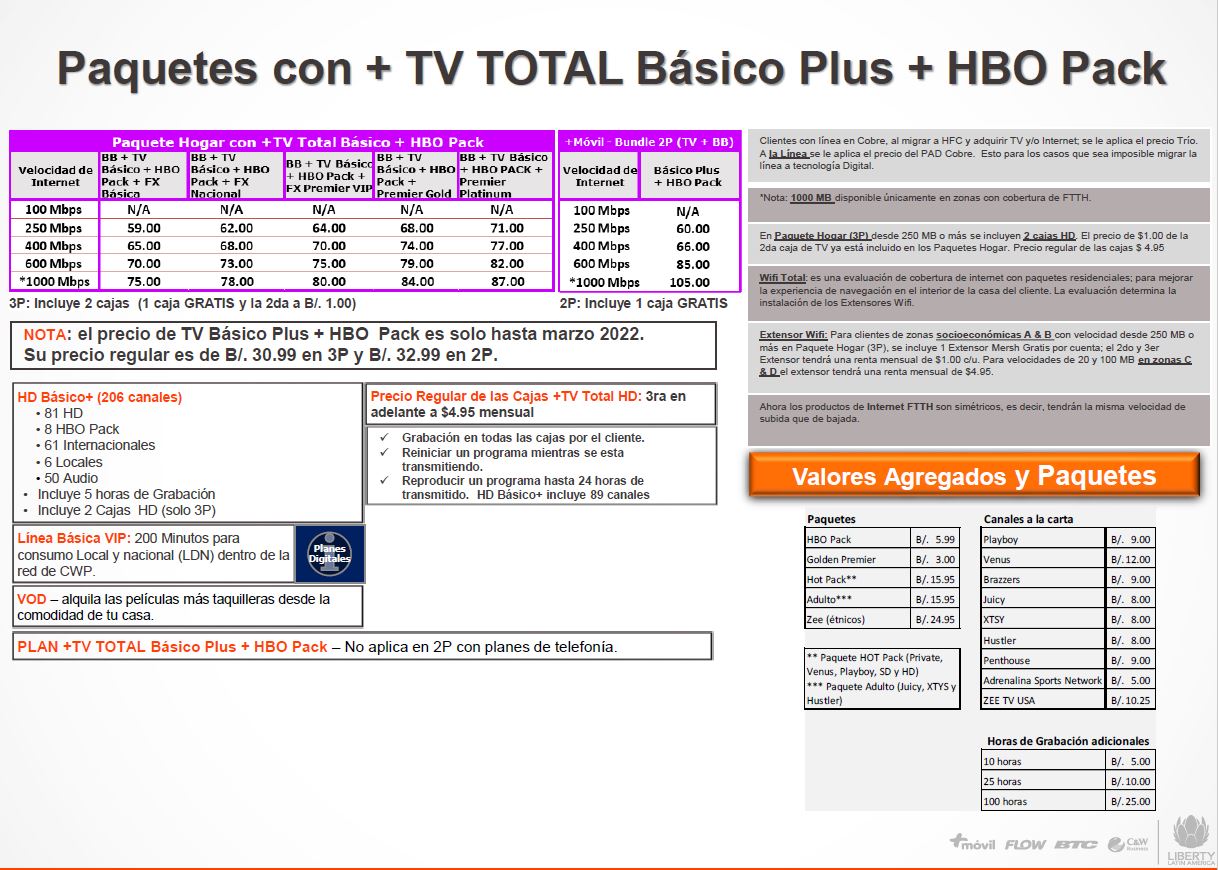 Paquetes con + TV TOTAL Básico Plus + HBO Pack
Paquete Hogar con +TV Total Básico + HBO Pack
Velocidad de Internet | BB + TV Básico + HBO Pack + FX Básica | BB + TV Básico + HBO Pack + FX Nacional | BB + TV Básico + HBO Pack + FX Premier VIP | BB + TV Básico + HBO Pack + Premier Gold | BB + TV Básico + HBO PACK + Premier Platinum
100 Mbps N/A N/A N/A N/A N/A
250 Mbps 59.00 62.00 64.00 68.00 71.00
400 Mbps 65.00 68.00 70.00 74.00 77.00
600 Mbps 70.00 73.00 75.00 79.00 82.00
*1000 Mbps 75.00 78.00 80.00 84.00 87.00
3P: Incluye 2 cajas (1 caja GRATIS y la 2da a B/. 1.00)
+Móvil - Bundle 2P (TV + BB)
Velocidad de Internet | Básico Plus + HBO Pack
100 Mbps N/A
250 Mbps 60.00
400 Mbps 66.00
600 Mbps 85.00
*1000 Mbps 105.00
2P: Incluye 1 caja GRATIS
NOTA: el precio de TV Básico Plus + HBO Pack es solo hasta marzo 2022.
Su precio regular es de B/. 30.99 en 3P y B/. 32.99 en 2P.
HD Básico+ (206 canales)
• 81 HD
• 8 HBO Pack
• 61 Internacionales
• 6 Locales
• 50 Audio
• Incluye 5 horas de Grabación
• Incluye 2 Cajas HD (solo 3P)
Precio Regular de las Cajas +TV Total HD: 3ra en
adelante a $4.95 mensual
✓ Grabación en todas las cajas por el cliente.
✓ Reiniciar un programa mientras se esta
transmitiendo.
✓ Reproducir un programa hasta 24 horas de
transmitido. HD Básico+ incluye 89 canales
Línea Básica VIP: 200 Minutos para
consumo Local y nacional (LDN) dentro de la
red de CWP.
Planes
Digitales
VOD – alquila las películas más taquilleras desde la
comodidad de tu casa.
PLAN +TV TOTAL Básico Plus + HBO Pack – No aplica en 2P con planes de telefonía.
Clientes con línea en Cobre, al migrar a HFC y adquirir TV y/o Internet; se le aplica el precio Trío.
A la Línea se le aplica el precio del PAD Cobre. Esto para los casos que sea imposible migrar la
línea a tecnología Digital.
*Nota: 1000 MB disponible únicamente en zonas con cobertura de FTTH.
En Paquete Hogar (3P) desde 250 MB o más se incluyen 2 cajas HD. El precio de $1.00 de la
2da caja de TV ya está incluido en los Paquetes Hogar. Precio regular de las cajas $ 4.95
Wifi Total: es una evaluación de cobertura de internet con paquetes residenciales; para mejorar
la experiencia de navegación en el interior de la casa del cliente. La evaluación determina la
instalación de los Extensores Wifi.
Extensor Wifi: Para clientes de zonas socioeconómicas A & B con velocidad desde 250 MB o
más en Paquete Hogar (3P), se incluye 1 Extensor Mersh Gratis por cuenta; el 2do y 3er
Extensor tendrá una renta mensual de $1.00 c/u. Para velocidades de 20 y 100 MB en zonas C
& D el extensor tendrá una renta mensual de $4.95.
Ahora los productos de Internet FTTH son simétricos, es decir, tendrán la misma velocidad de
subida que de bajada.
Valores Agregados y Paquetes
Paquetes
HBO Pack B/. 5.99
Golden Premier B/. 3.00
Hot Pack** B/. 15.95
Adulto*** B/. 15.95
Zee (étnicos) B/. 24.95
** Paquete HOT Pack (Private,
Venus, Playboy, SD y HD)
*** Paquete Adulto (Juicy, XTYS y
Hustler)
Canales a la carta
Playboy B/. 9.00
Venus B/. 12.00
Brazzers B/. 9.00
Juicy B/. 8.00
XTSY B/. 8.00
Hustler B/. 8.00
Penthouse B/. 9.00
Adrenalina Sports Network B/. 5.00
ZEE TV USA B/. 10.25
Horas de Grabación adicionales
10 horas B/. 5.00
25 horas B/. 10.00
100 horas B/. 25.00
+móvil FLOW BTC C&W Business
LIBERTY
LATIN AMERICA